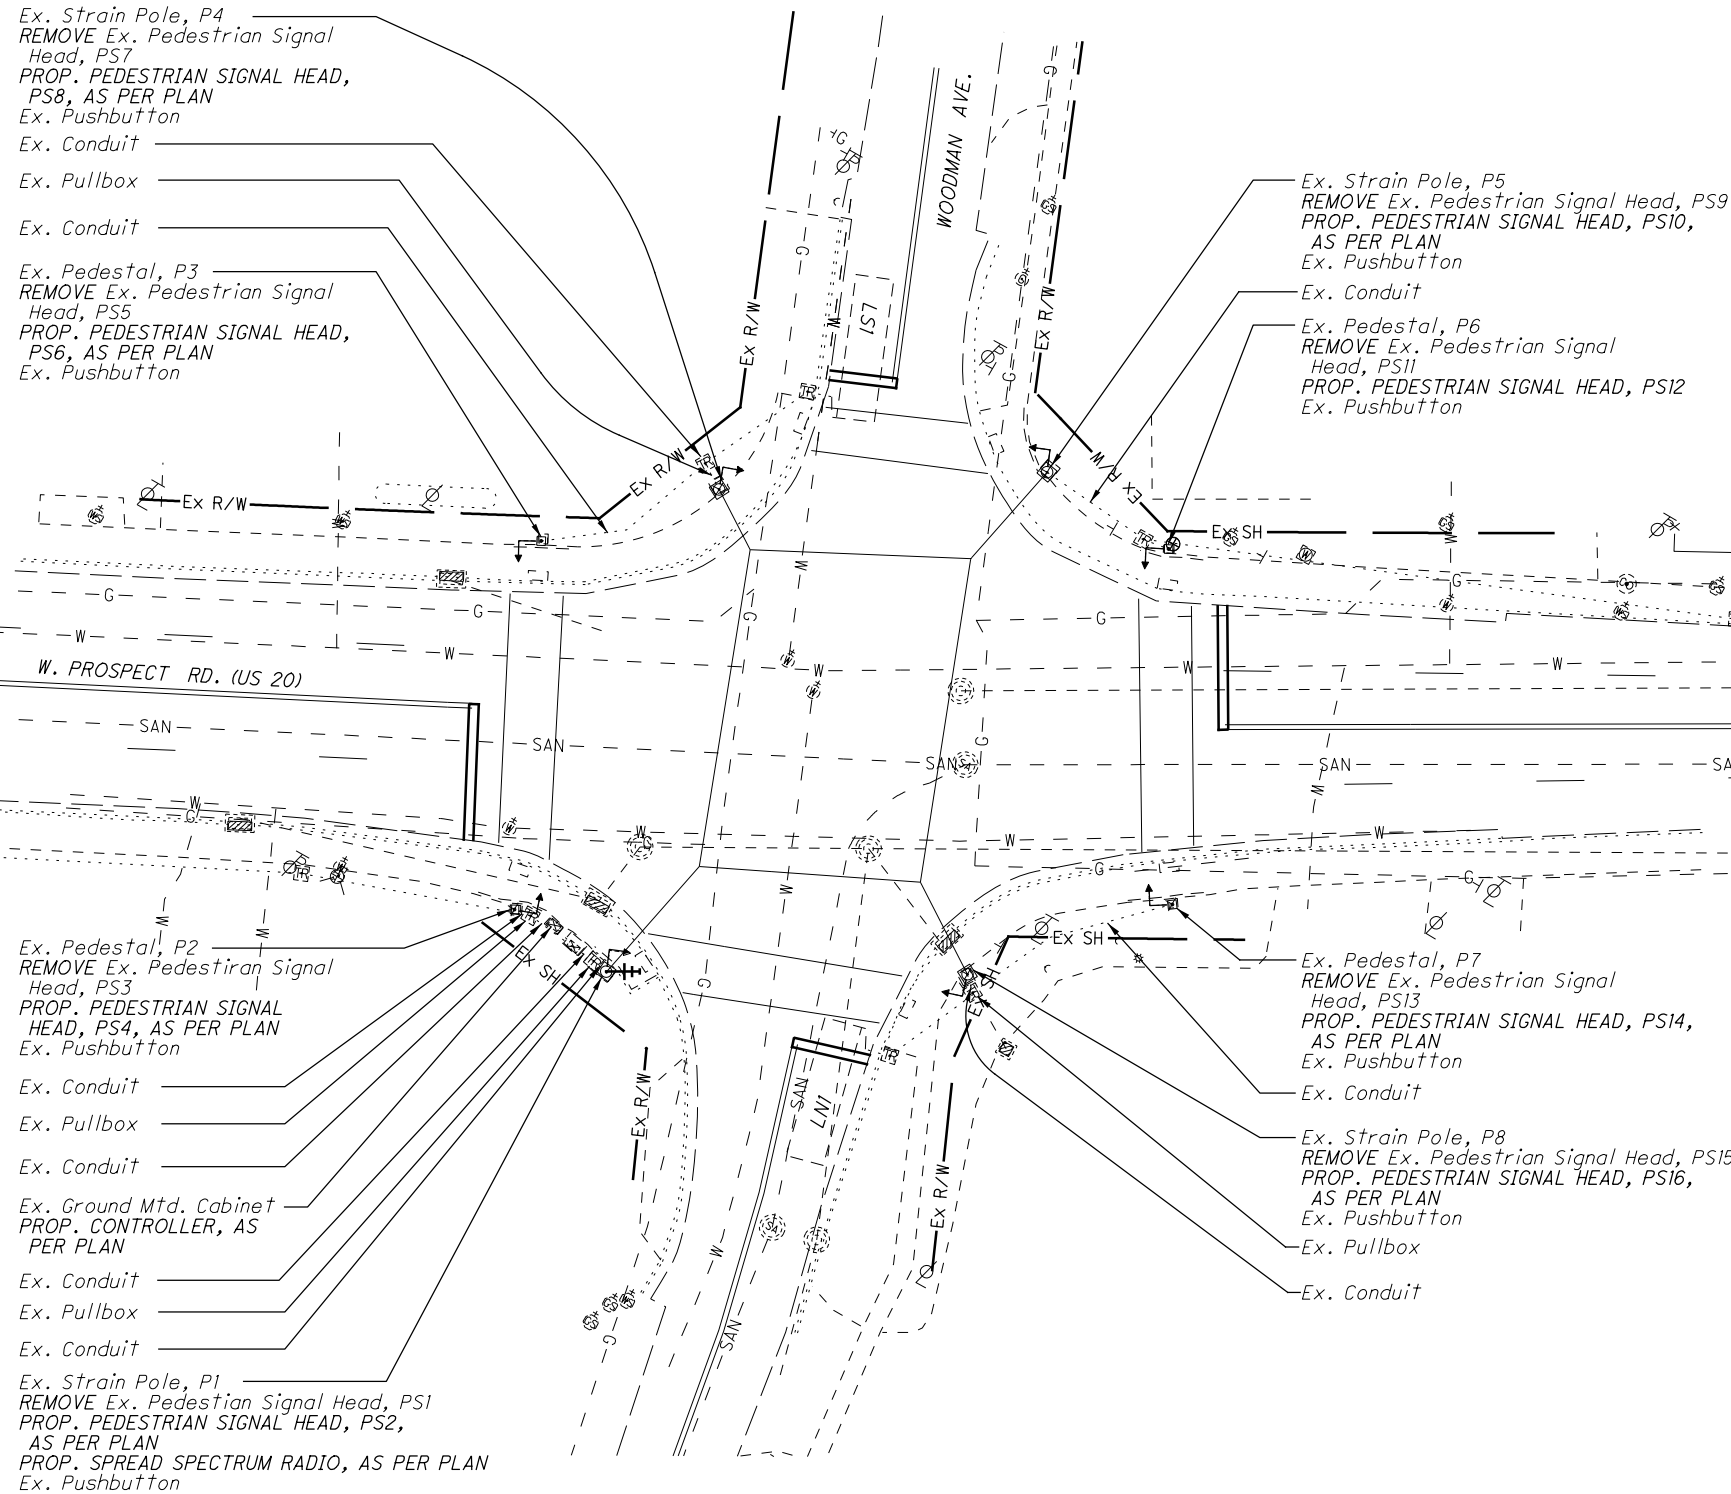 Ex. Strain Pole, P4
REMOVE Ex. Pedestrian Signal
Head, PS7
PROP. PEDESTRIAN SIGNAL HEAD,
PS8, AS PER PLAN
Ex. Pushbutton
Ex. Conduit
Ex. Pullbox
Ex. Conduit
Ex. Pedestal, P3
REMOVE Ex. Pedestrian Signal
Head, PS5
PROP. PEDESTRIAN SIGNAL HEAD,
PS6, AS PER PLAN
Ex. Pushbutton
WOODMAN AVE.
Ex. Strain Pole, P5
REMOVE Ex. Pedestrian Signal Head, PS9
PROP. PEDESTRIAN SIGNAL HEAD, PS10,
AS PER PLAN
Ex. Pushbutton
Ex. Conduit
Ex. Pedestal, P6
REMOVE Ex. Pedestrian Signal
Head, PS11
PROP. PEDESTRIAN SIGNAL HEAD, PS12
Ex. Pushbutton
Ex R/W
Ex R/W
LS1
Ex R/W
Ex R/W
Ex R/W
Ex SH
G
G
G
G
W
W
W
W
W. PROSPECT RD. (US 20)
SAN
SAN
SAN
SAN
SA
W
G
W
W
W
G
G
Ex SH
Ex SH
Ex SH
Ex R/W
Ex R/W
SAN
LN1
SAN
W
G
Ex. Pedestal, P2
REMOVE Ex. Pedestiran Signal
Head, PS3
PROP. PEDESTRIAN SIGNAL
HEAD, PS4, AS PER PLAN
Ex. Pushbutton
Ex. Conduit
Ex. Pullbox
Ex. Conduit
Ex. Ground Mtd. Cabinet
PROP. CONTROLLER, AS
PER PLAN
Ex. Conduit
Ex. Pullbox
Ex. Conduit
Ex. Strain Pole, P1
REMOVE Ex. Pedestian Signal Head, PS1
PROP. PEDESTRIAN SIGNAL HEAD, PS2,
AS PER PLAN
PROP. SPREAD SPECTRUM RADIO, AS PER PLAN
Ex. Pushbutton
Ex. Pedestal, P7
REMOVE Ex. Pedestrian Signal
Head, PS13
PROP. PEDESTRIAN SIGNAL HEAD, PS14,
AS PER PLAN
Ex. Pushbutton
Ex. Conduit
Ex. Strain Pole, P8
REMOVE Ex. Pedestrian Signal Head, PS15
PROP. PEDESTRIAN SIGNAL HEAD, PS16,
AS PER PLAN
Ex. Pushbutton
Ex. Pullbox
Ex. Conduit